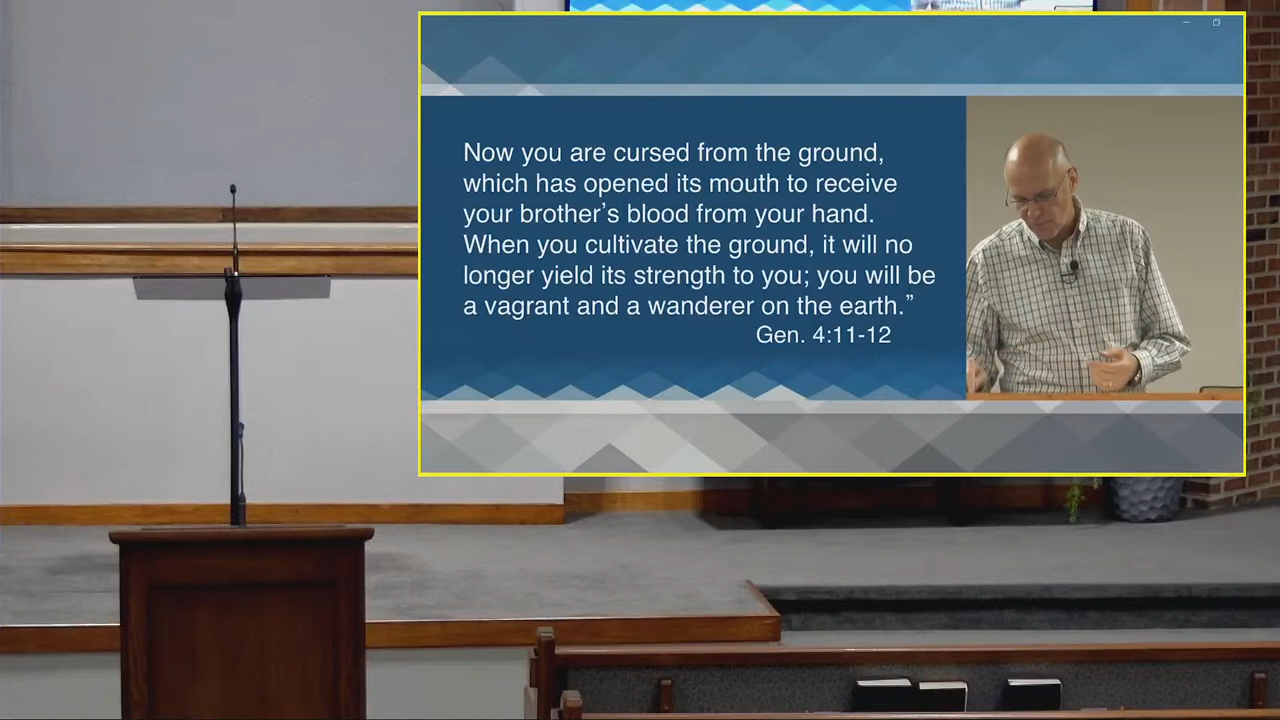 Now you are cursed from the ground,
which has opened its mouth to receive
your brother’s blood from your hand.
When you cultivate the ground, it will no
longer yield its strength to you; you will be
a vagrant and a wanderer on the earth.”
Gen. 4:11-12